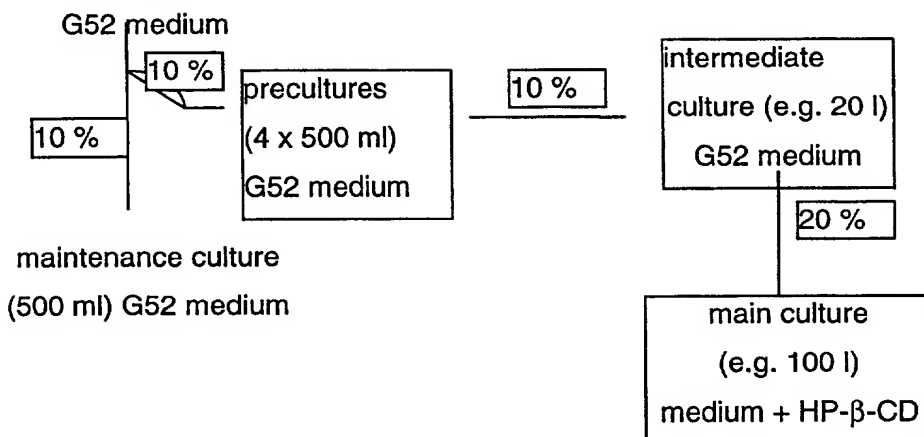 G52 medium
10 %
10 %
precultures
(4 x 500 ml)
G52 medium
maintenance culture
(500 ml) G52 medium
10 %
intermediate
culture (e.g. 20 l)
G52 medium
20 %
main culture
(e.g. 100 l)
medium + HP-β-CD